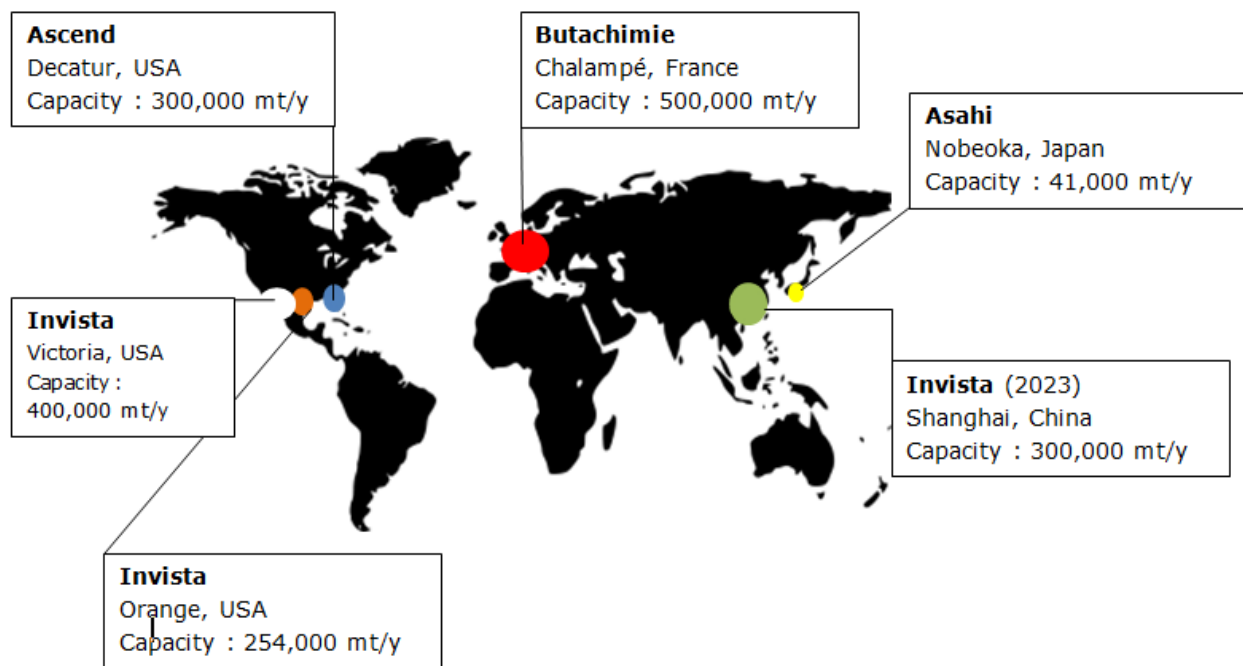 Ascend
Decatur, USA
Capacity : 300,000 mt/y
Butachimie
Chalampé, France
Capacity : 500,000 mt/y
Asahi
Nobeoka, Japan
Capacity : 41,000 mt/y
Invista
Victoria, USA
Capacity :
400,000 mt/y
Invista (2023)
Shanghai, China
Capacity : 300,000 mt/y
Invista
Orange, USA
Capacity : 254,000 mt/y